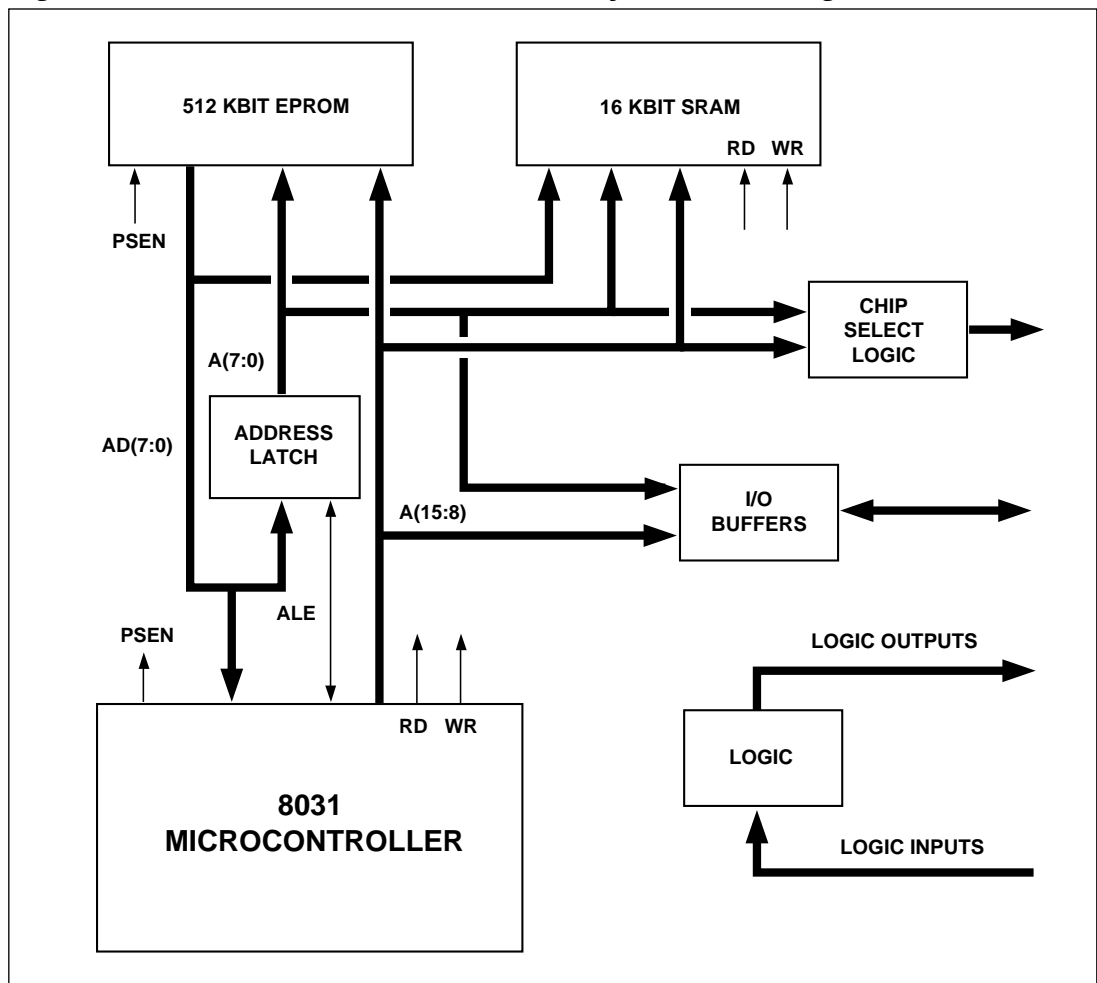 512 KBIT EPROM
16 KBIT SRAM
RD WR
PSEN
CHIP
SELECT
LOGIC
A(7:0)
ADDRESS
LATCH
AD(7:0)
A(15:8)
I/O
BUFFERS
ALE
PSEN
RD WR
8031
MICROCONTROLLER
LOGIC OUTPUTS
LOGIC
LOGIC INPUTS